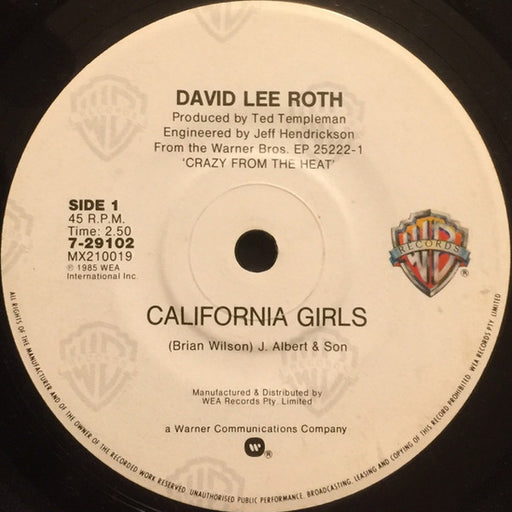 DAVID LEE ROTH
Produced by Ted Templeman
Engineered by Jeff Hendrickson
From the Warner Bros. EP 25222-1
'CRAZY FROM THE HEAT'
SIDE 1
45 R.P.M.
Time: 2.50
7-29102
MX210019
℗ 1985 WEA
International Inc.
WB
RECORDS
®
CALIFORNIA GIRLS
(Brian Wilson) J. Albert & Son
Manufactured & Distributed by
WEA Records Pty. Limited
a Warner Communications Company
®
ALL RIGHTS OF THE MANUFACTURER AND OF THE OWNER OF THE RECORDED WORK RESERVED. UNAUTHORISED PUBLIC PERFORMANCE, BROADCASTING, LEASING AND COPYING OF THIS RECORD PROHIBITED. WEA RECORDS PTY LIMITED